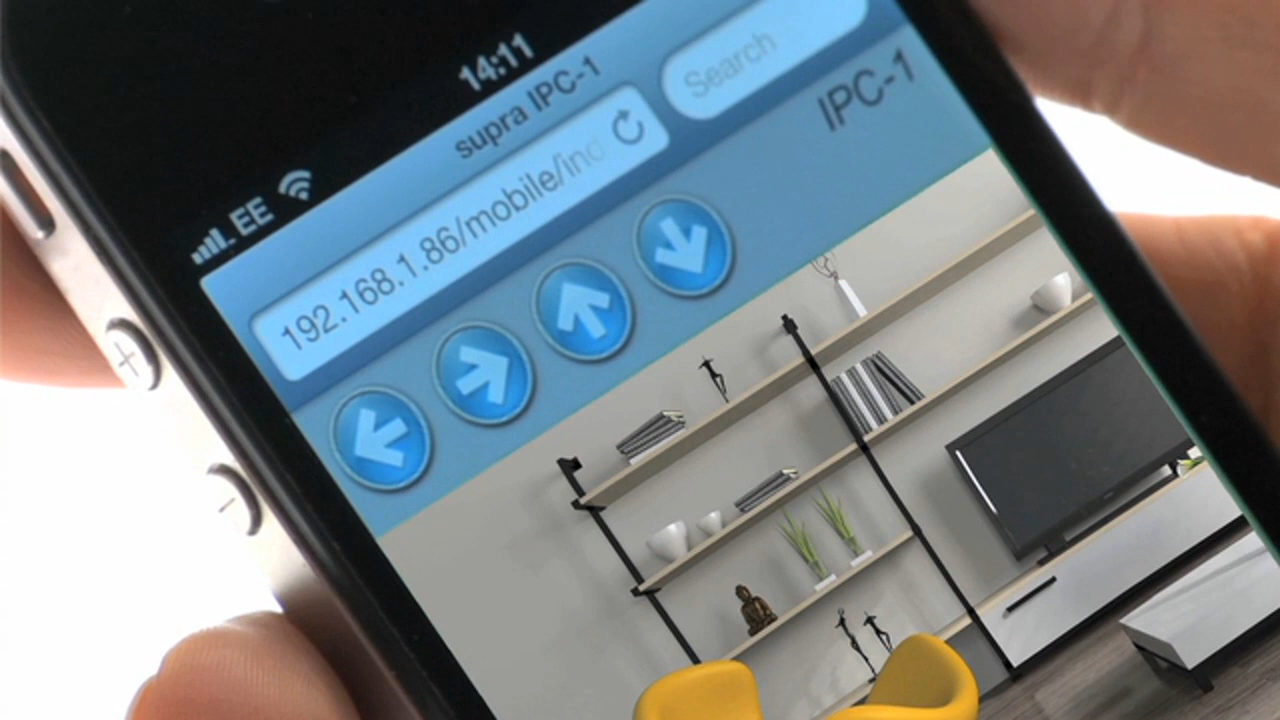 14:11
EE
supra IPC-1
192.168.1.86/mobile/ind
Search
IPC-1